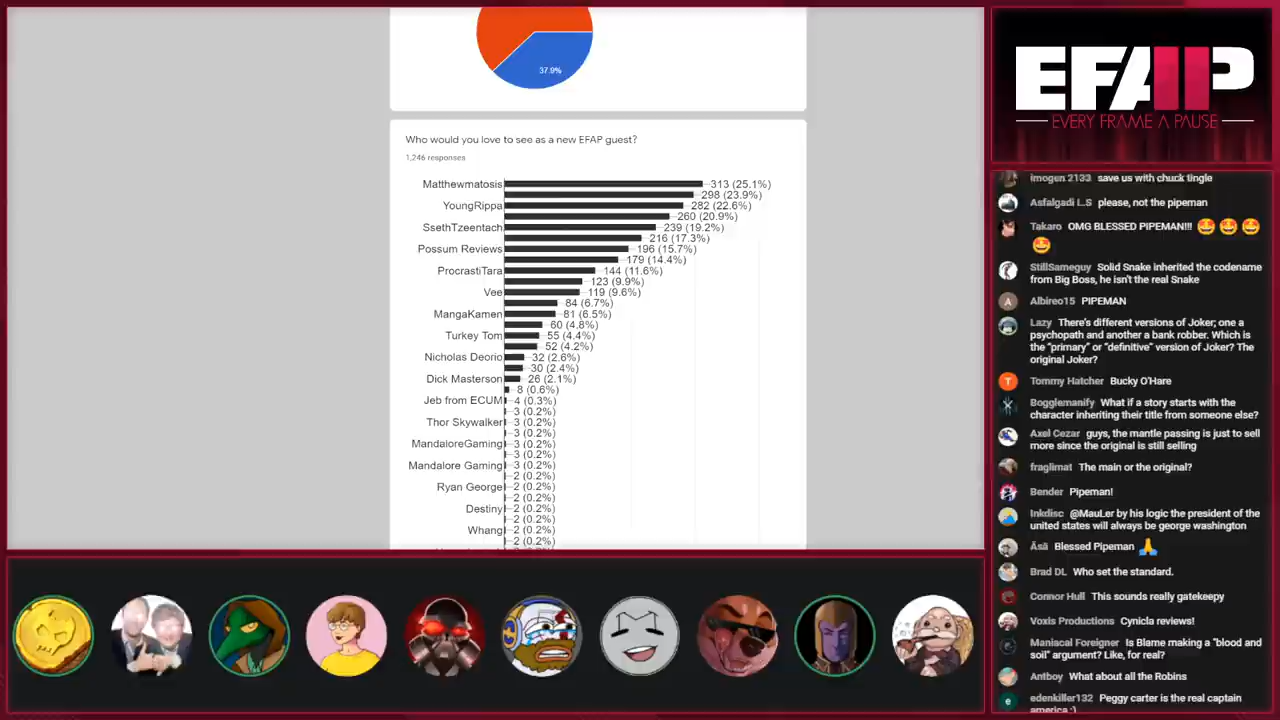 37.9%
Who would you love to see as a new EFAP guest?
1,246 responses
Matthewmatosis 313 (25.1%)
298 (23.9%)
YoungRippa 282 (22.6%)
260 (20.9%)
SsethTzeentach 239 (19.2%)
216 (17.3%)
Possum Reviews 196 (15.7%)
179 (14.4%)
ProcrastiTara 144 (11.6%)
123 (9.9%)
Vee 119 (9.6%)
84 (6.7%)
MangaKamen 81 (6.5%)
60 (4.8%)
Turkey Tom 55 (4.4%)
52 (4.2%)
Nicholas Deorio 32 (2.6%)
30 (2.4%)
Dick Masterson 26 (2.1%)
8 (0.6%)
Jeb from ECUM 4 (0.3%)
3 (0.2%)
Thor Skywalker 3 (0.2%)
3 (0.2%)
MandaloreGaming 3 (0.2%)
3 (0.2%)
Mandalore Gaming 3 (0.2%)
2 (0.2%)
Ryan George 2 (0.2%)
2 (0.2%)
Destiny 2 (0.2%)
2 (0.2%)
Whang 2 (0.2%)
2 (0.2%)
EFAP
EVERY FRAME A PAUSE
imogen 2133 save us with chuck tingle
Asfalgadi L.S please, not the pipeman
Takaro OMG BLESSED PIPEMAN!!! 🤩 🤩 🤩
🤩
StillSameguy Solid Snake inherited the codename
from Big Boss, he isn't the real Snake
A
Albireo15 PIPEMAN
Lazy There's different versions of Joker; one a
psychopath and another a bank robber. Which is
the "primary" or "definitive" version of Joker? The
original Joker?
T
Tommy Hatcher Bucky O'Hare
Bogglemanify What if a story starts with the
character inheriting their title from someone else?
Axel Cezar guys, the mantle passing is just to sell
more since the original is still selling
fraglimat The main or the original?
Bender Pipeman!
Inkdisc @MauLer by his logic the president of the
united states will always be george washington
Äsä Blessed Pipeman 🙏
Brad DL Who set the standard.
Connor Hull This sounds really gatekeepy
Voxis Productions Cynicla reviews!
Maniacal Foreigner Is Blame making a "blood and
soil" argument? Like, for real?
Antboy What about all the Robins
e
edenkiller132 Peggy carter is the real captain
america :)